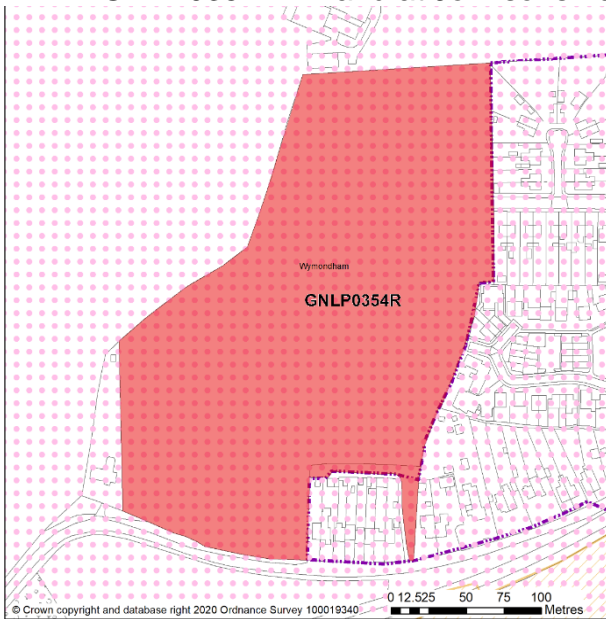 Wymondham
GNLP0354R
© Crown copyright and database right 2020 Ordnance Survey 100019340
0 12.525 50 75 100
Metres